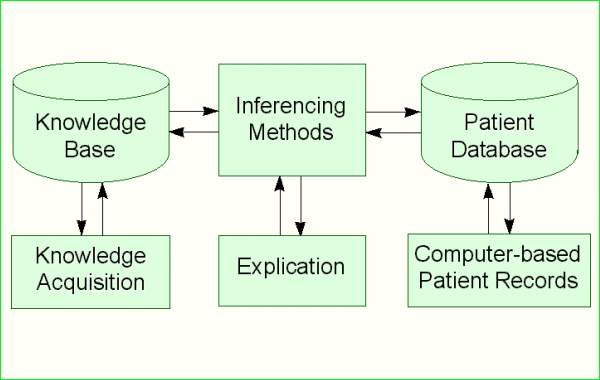 Knowledge
Base
Inferencing
Methods
Patient
Database
Knowledge
Acquisition
Explication
Computer-based
Patient Records